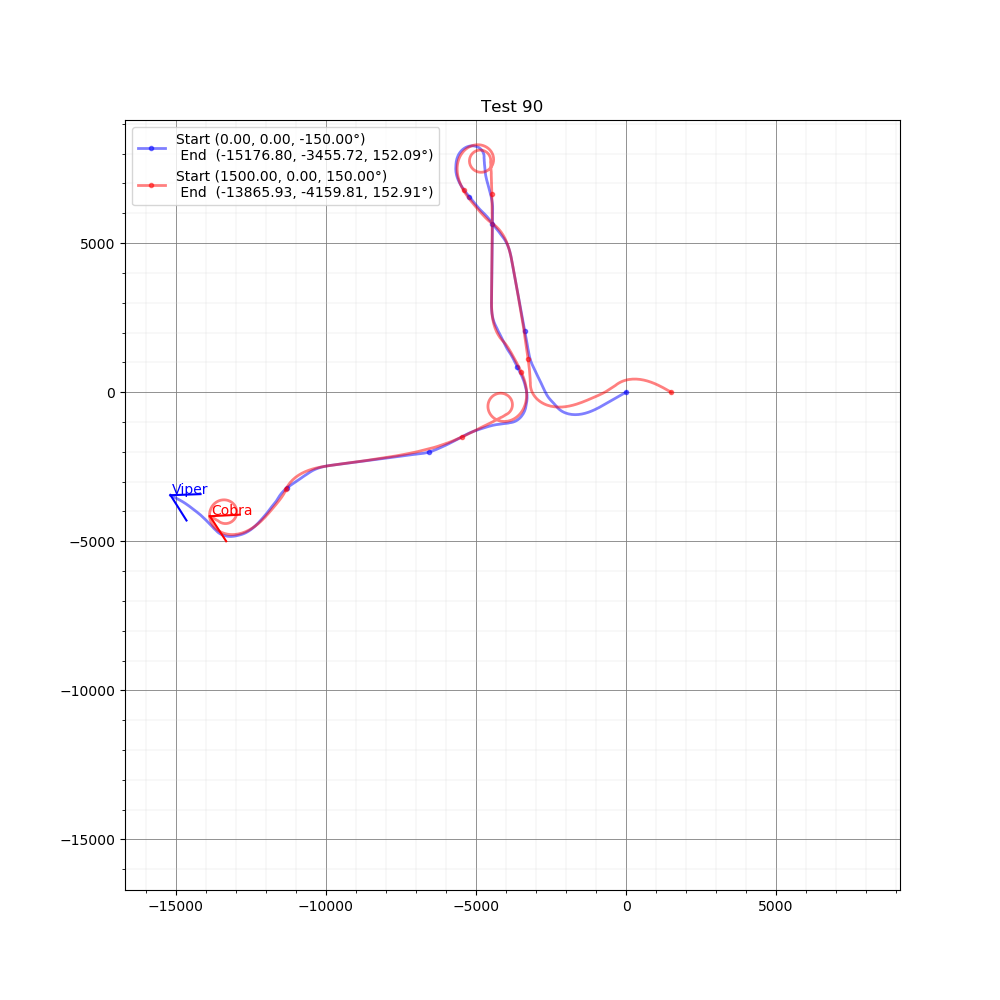 Test 90
Start (0.00, 0.00, -150.00°)
End  (-15176.80, -3455.72, 152.09°)
Start (1500.00, 0.00, 150.00°)
End  (-13865.93, -4159.81, 152.91°)
5000
0
−5000
−10000
−15000
Viper
Cobra
−15000
−10000
−5000
0
5000